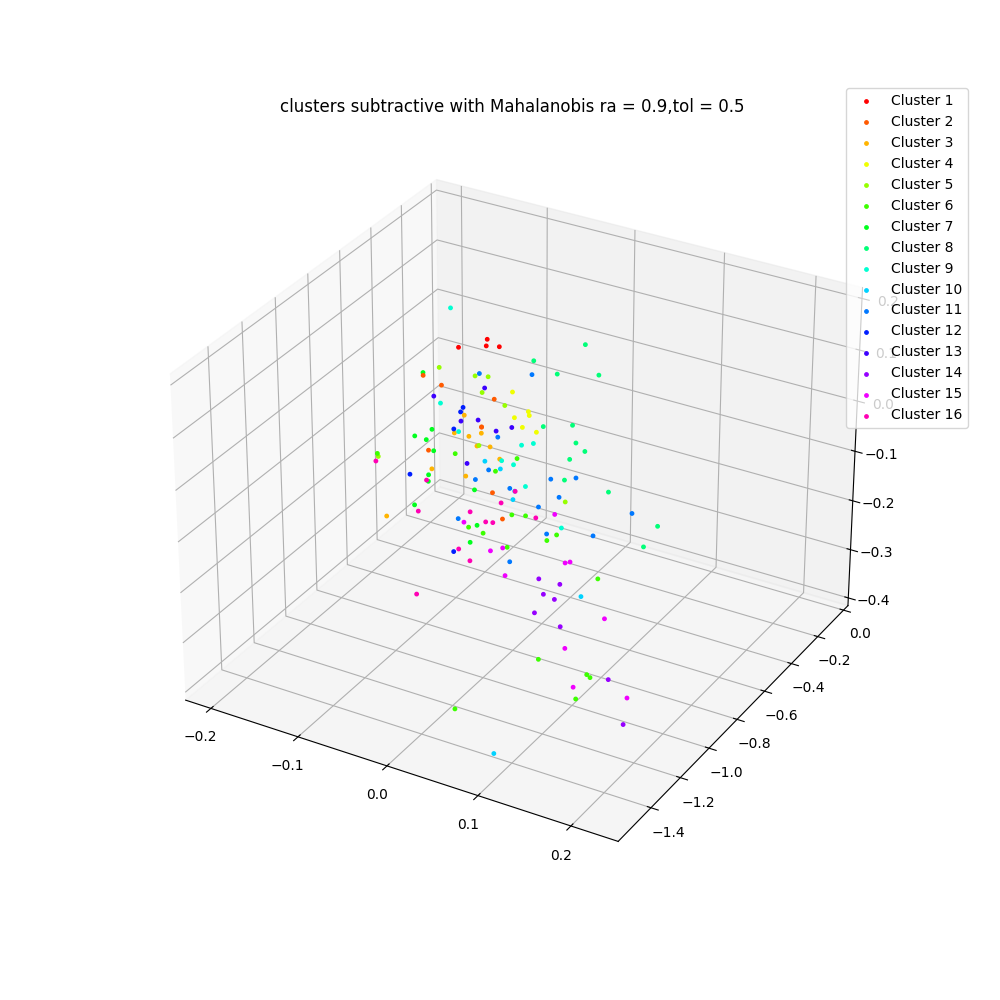 clusters subtractive with Mahalanobis ra = 0.9,tol = 0.5
Cluster 1
Cluster 2
Cluster 3
Cluster 4
Cluster 5
Cluster 6
Cluster 7
Cluster 8
Cluster 9
Cluster 10
Cluster 11
Cluster 12
Cluster 13
Cluster 14
Cluster 15
Cluster 16
0.2
0.1
0.0
−0.1
−0.2
−0.3
−0.4
0.0
−0.2
−0.4
−0.6
−0.8
−1.0
−1.2
−1.4
−0.2
−0.1
0.0
0.1
0.2